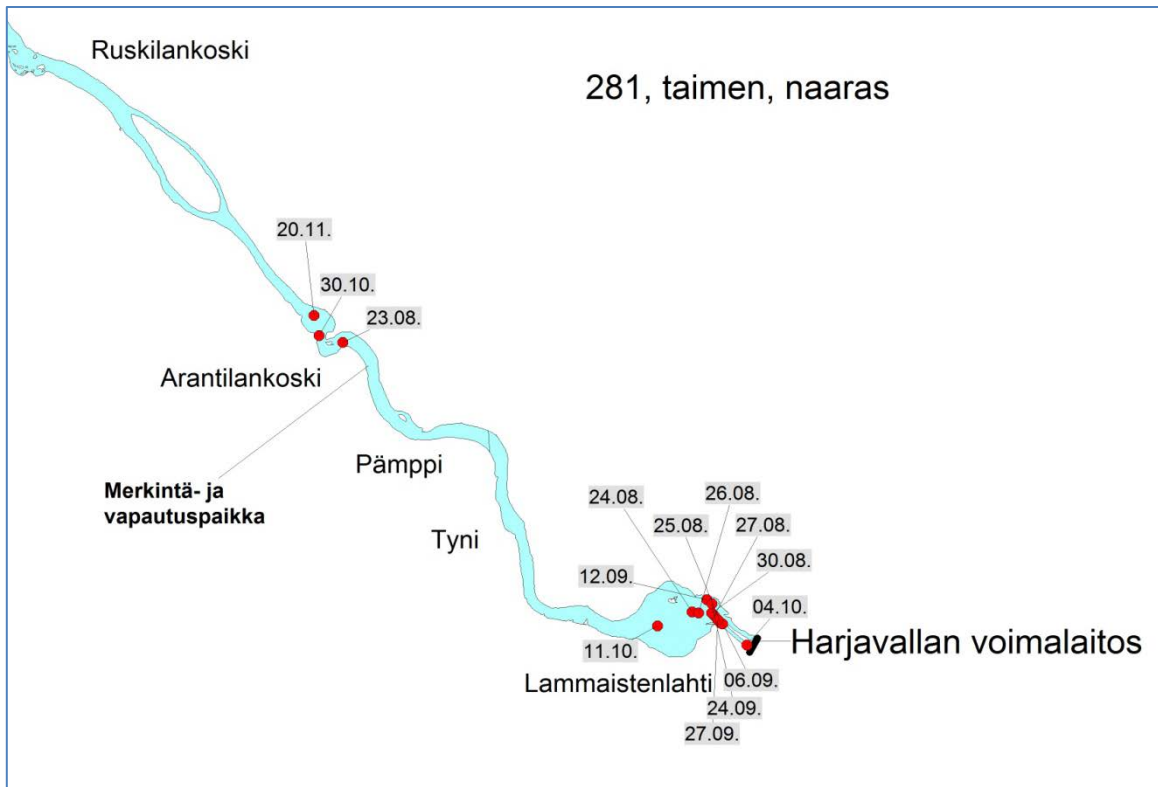 Ruskilankoski
281, taimen, naaras
20.11.
30.10.
23.08.
Arantilankoski
Pämppi
Merkintä- ja
vapautuspaikka
Tyni
24.08.
26.08.
25.08.
27.08.
30.08.
12.09.
04.10.
11.10.
Harjavallan voimalaitos
Lammaistenlahti
06.09.
24.09.
27.09.